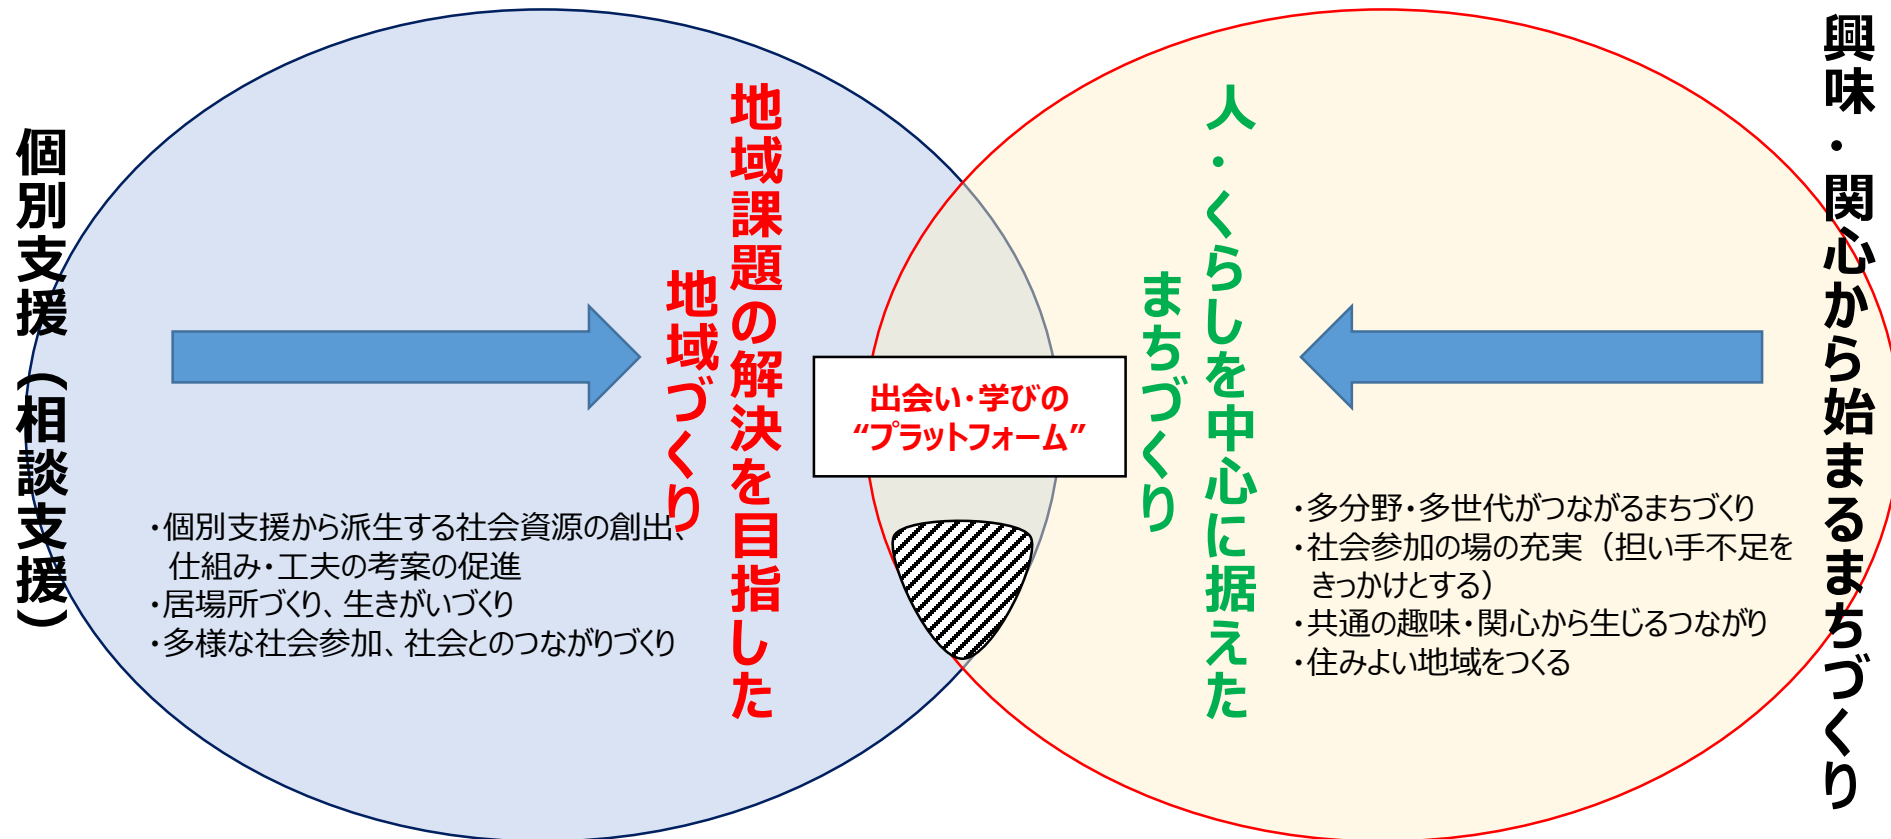 個別支援（相談支援）
地域課題の解決を目指した
地域づくり
・個別支援から派生する社会資源の創出、
仕組み・工夫の考案の促進
・居場所づくり、生きがいづくり
・多様な社会参加、社会とのつながりづくり
出会い・学びの
“プラットフォーム”
人・くらしを中心に据えた
まちづくり
・多分野・多世代がつながるまちづくり
・社会参加の場の充実（担い手不足を
きっかけとする）
・共通の趣味・関心から生じるつながり
・住みよい地域をつくる
興味・関心から始まるまちづくり